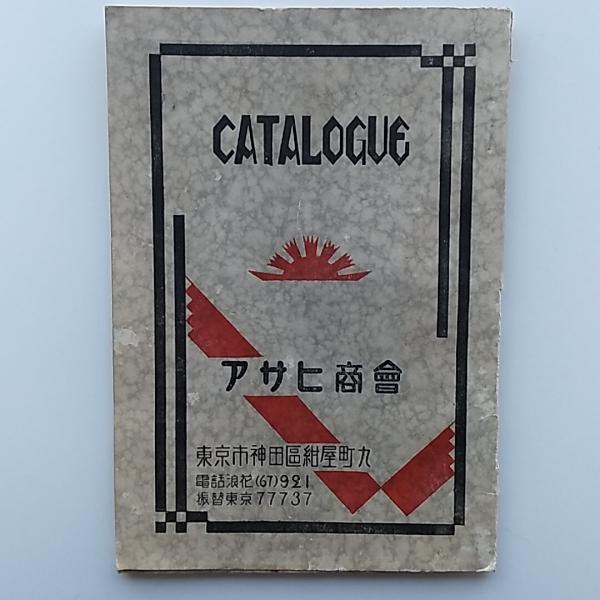 CATALOGUE
アサヒ商會
東京市神田區紺屋町九
電話浪花(67)921
振替東京77737